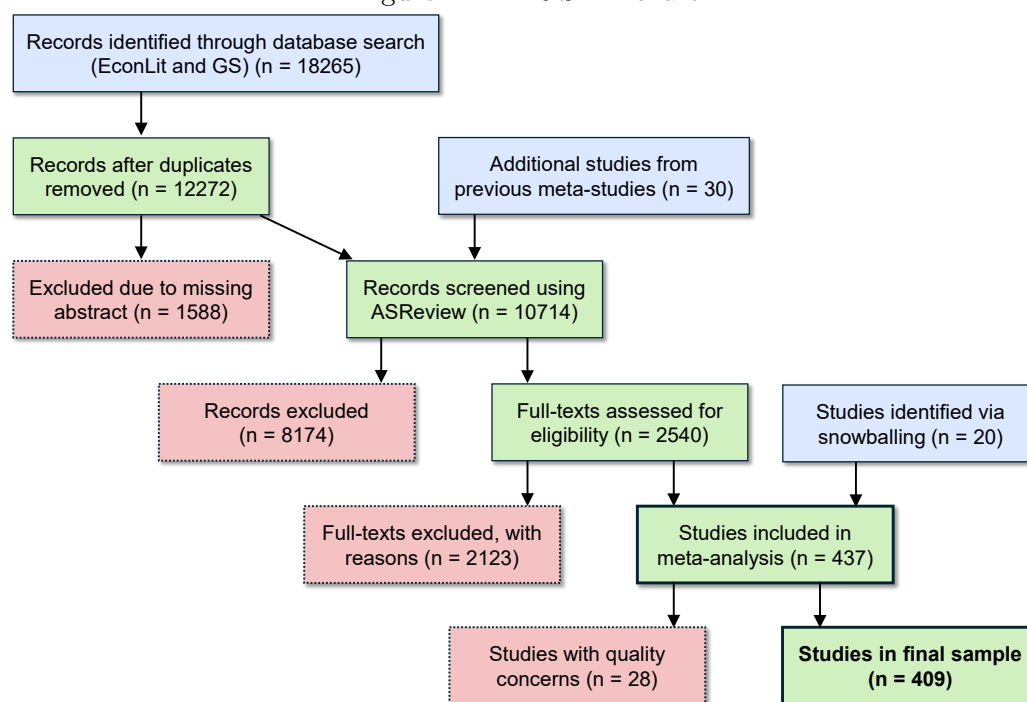 Records identified through database search
(EconLit and GS) (n = 18265)
Records after duplicates
removed (n = 12272)
Additional studies from
previous meta-studies (n = 30)
Excluded due to missing
abstract (n = 1588)
Records screened using
ASReview (n = 10714)
Records excluded
(n = 8174)
Full-texts assessed for
eligibility (n = 2540)
Studies identified via
snowballing (n = 20)
Full-texts excluded, with
reasons (n = 2123)
Studies included in
meta-analysis (n = 437)
Studies with quality
concerns (n = 28)
Studies in final sample
(n = 409)